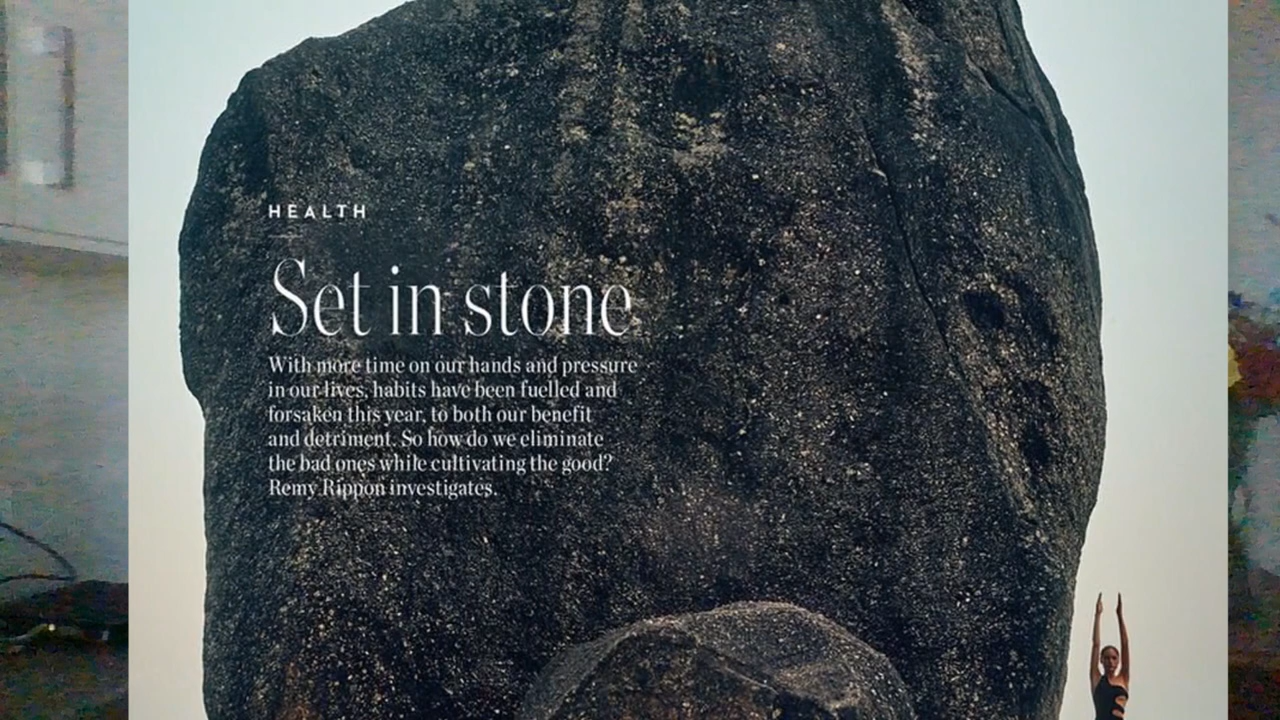 HEALTH
Set in stone
With more time on our hands and pressure
in our lives, habits have been fuelled and
forsaken this year, to both our benefit
and detriment. So how do we eliminate
the bad ones while cultivating the good?
Remy Rippon investigates.